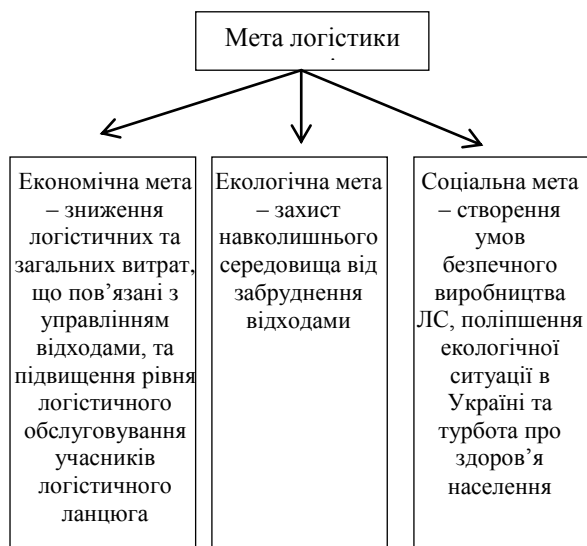 Мета логістики
Економічна мета
– зниження
логістичних та
загальних витрат,
що пов’язані з
управлінням
відходами, та
підвищення рівня
логістичного
обслуговування
учасників
логістичного
ланцюга
Екологічна мета
– захист
навколишнього
середовища від
забруднення
відходами
Соціальна мета
– створення
умов
безпечного
виробництва
ЛС, поліпшення
екологічної
ситуації в
Україні та
турбота про
здоров’я
населення